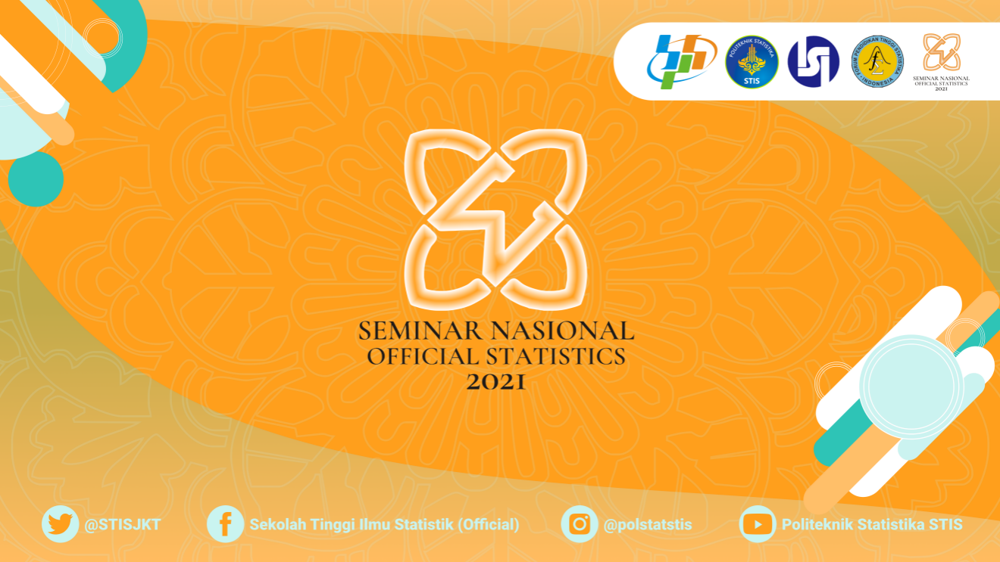 POLITEKNIK STATISTIKA
STIS
FORUM PENDIDIKAN TINGGI STATISTIKA
INDONESIA
SEMINAR NASIONAL
OFFICIAL STATISTICS
2021
SEMINAR NASIONAL
OFFICIAL STATISTICS
2021
@STISJKT
Sekolah Tinggi Ilmu Statistik (Official)
@polstatstis
Politeknik Statistika STIS